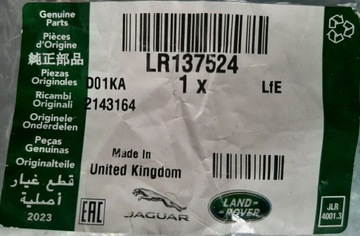 Genuine
Parts
Pièces
d'Origine
純正部品
Piezas
Originales
Ricambi
Originali
Originele
Onderdelen
Peças
Genuínas
Originalteile
قطع غيار
أصلية
2023
LR137524
D01KA
1 x
LfE
2143164
Made In
United Kingdom
EAC
JAGUAR
LAND-
ROVER
JLR
4001.3